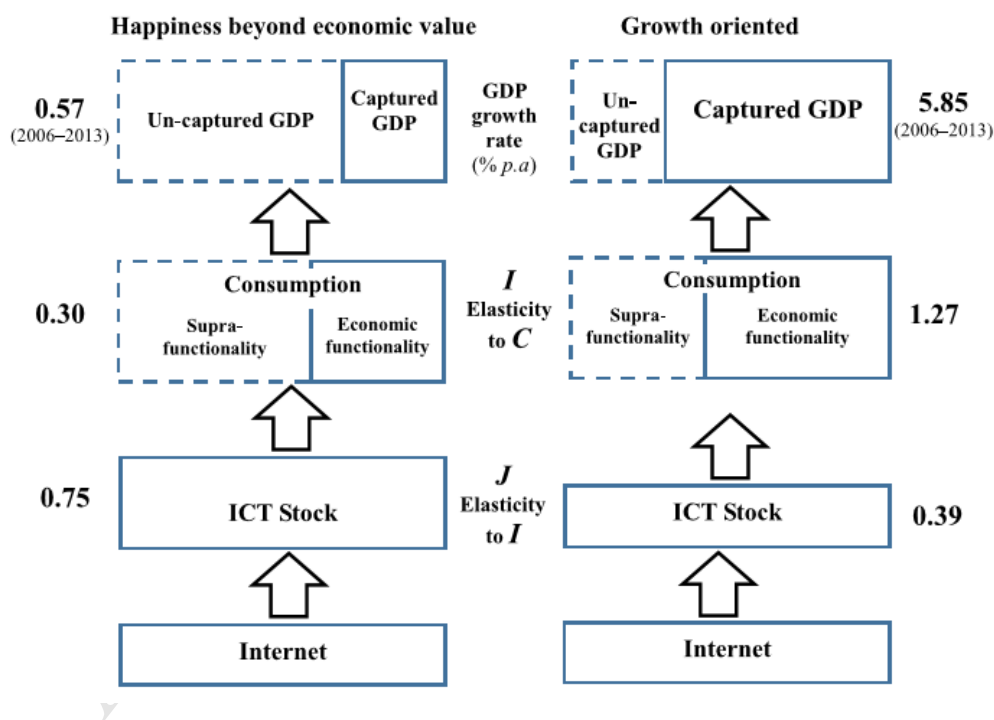 Happiness beyond economic value
Growth oriented
0.57
(2006–2013)
Un-captured GDP
Captured
GDP
GDP
growth
rate
(% p.a)
Un-
captured
GDP
Captured GDP
5.85
(2006–2013)
0.30
Consumption
Supra-
functionality
Economic
functionality
I
Elasticity
to C
Consumption
Supra-
functionality
Economic
functionality
1.27
0.75
ICT Stock
J
Elasticity
to I
ICT Stock
0.39
Internet
Internet